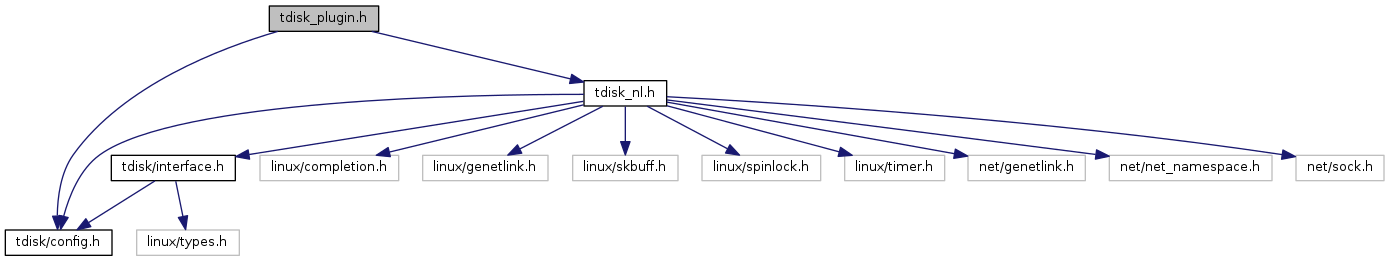 tdisk_plugin.h
tdisk_nl.h
tdisk/interface.h
linux/completion.h
linux/genetlink.h
linux/skbuff.h
linux/spinlock.h
linux/timer.h
net/genetlink.h
net/net_namespace.h
net/sock.h
tdisk/config.h
linux/types.h